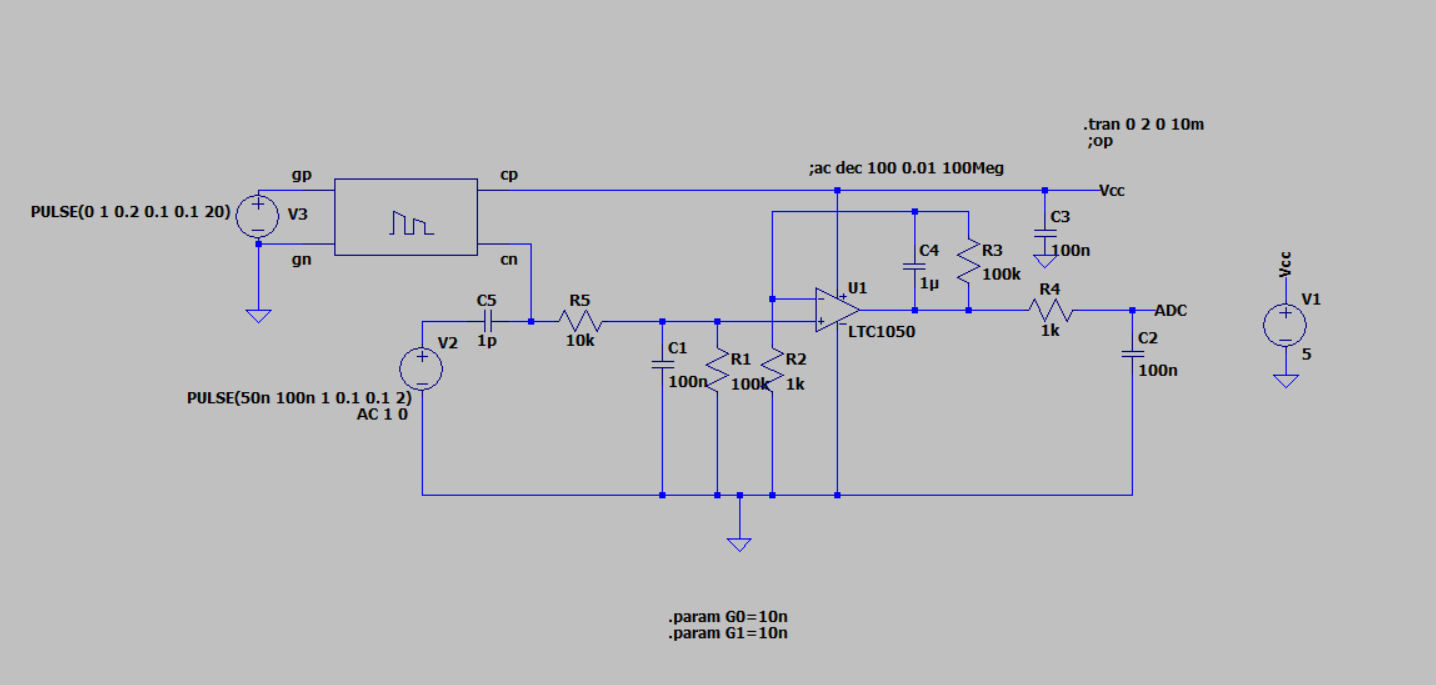 .tran 0 2 0 10m
;op
;ac dec 100 0.01 100Meg
gp
cp
Vcc
PULSE(0 1 0.2 0.1 0.1 20)
V3
C3
100n
gn
cn
C4
1µ
R3
100k
Vcc
U1
LTC1050
R4
1k
ADC
V1
5
C5
1p
R5
10k
V2
PULSE(50n 100n 1 0.1 0.1 2)
AC 1 0
C1
100n
R1
100k
R2
1k
C2
100n
.param G0=10n
.param G1=10n